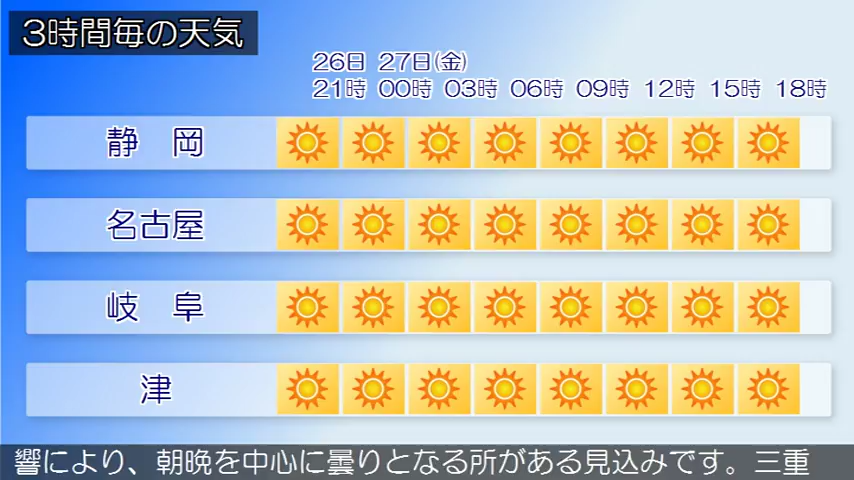 3時間毎の天気
26日 27日(金)
21時 00時 03時 06時 09時 12時 15時 18時
静 岡
名古屋
岐 阜
津
響により、朝晩を中心に曇りとなる所がある見込みです。三重